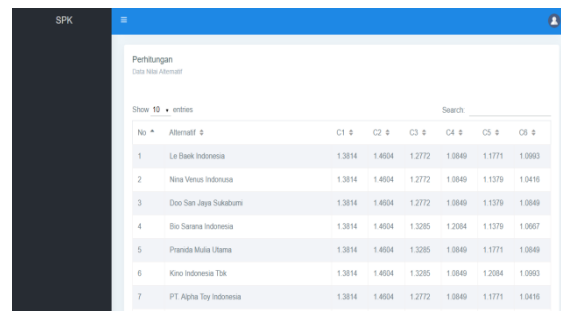 SPK
Perhitungan
Data Nilai Alternatif
Show 10 entries Search:
No Alternatif C1 C2 C3 C4 C5 C6
1 Le Baek Indonesia 1.3814 1.4604 1.2772 1.0849 1.1771 1.0993
2 Nina Venus Indonusa 1.3814 1.4604 1.2772 1.0849 1.1379 1.0416
3 Doo San Jaya Sukabumi 1.3814 1.4604 1.2772 1.0849 1.1379 1.0849
4 Bio Sarana Indonesia 1.3814 1.4604 1.3285 1.2084 1.1379 1.0667
5 Pranida Mulia Utama 1.3814 1.4604 1.3285 1.0849 1.1771 1.0849
6 Kino Indonesia Tbk 1.3814 1.4604 1.3285 1.0849 1.2084 1.0993
7 PT. Alpha Toy Indonesia 1.3814 1.4604 1.2772 1.0849 1.1771 1.0416